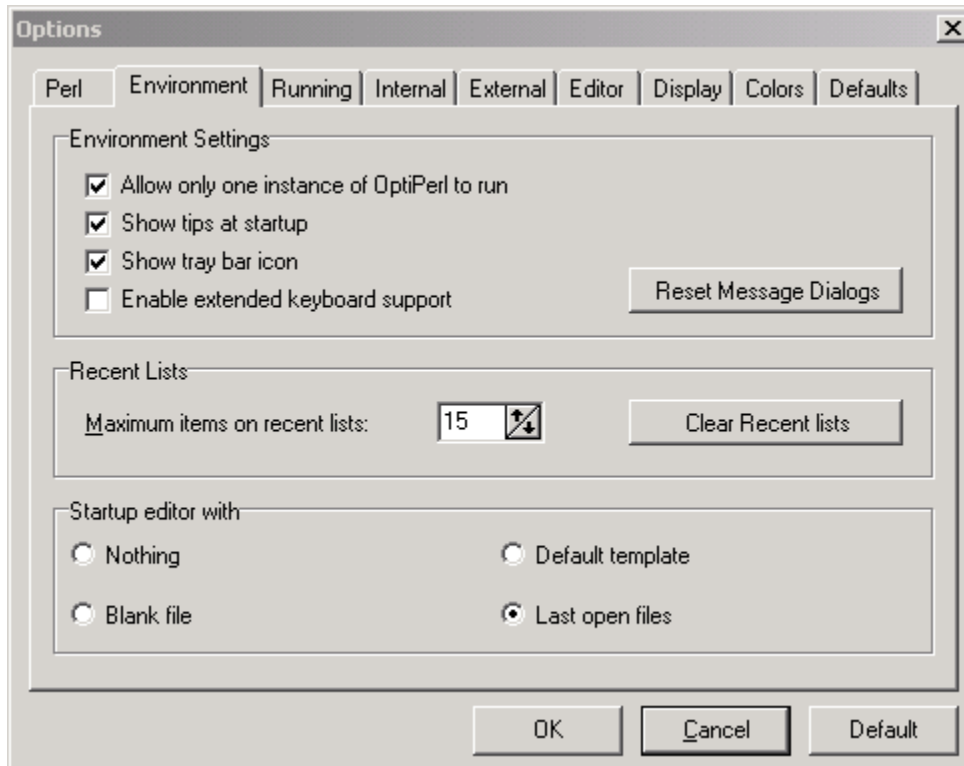 Options
Perl Environment Running Internal External Editor Display Colors Defaults
Environment Settings
Allow only one instance of OptiPerl to run
Show tips at startup
Show tray bar icon
Enable extended keyboard support
Reset Message Dialogs
Recent Lists
Maximum items on recent lists: 15 Clear Recent lists
Startup editor with
Nothing Default template
Blank file Last open files
OK Cancel Default